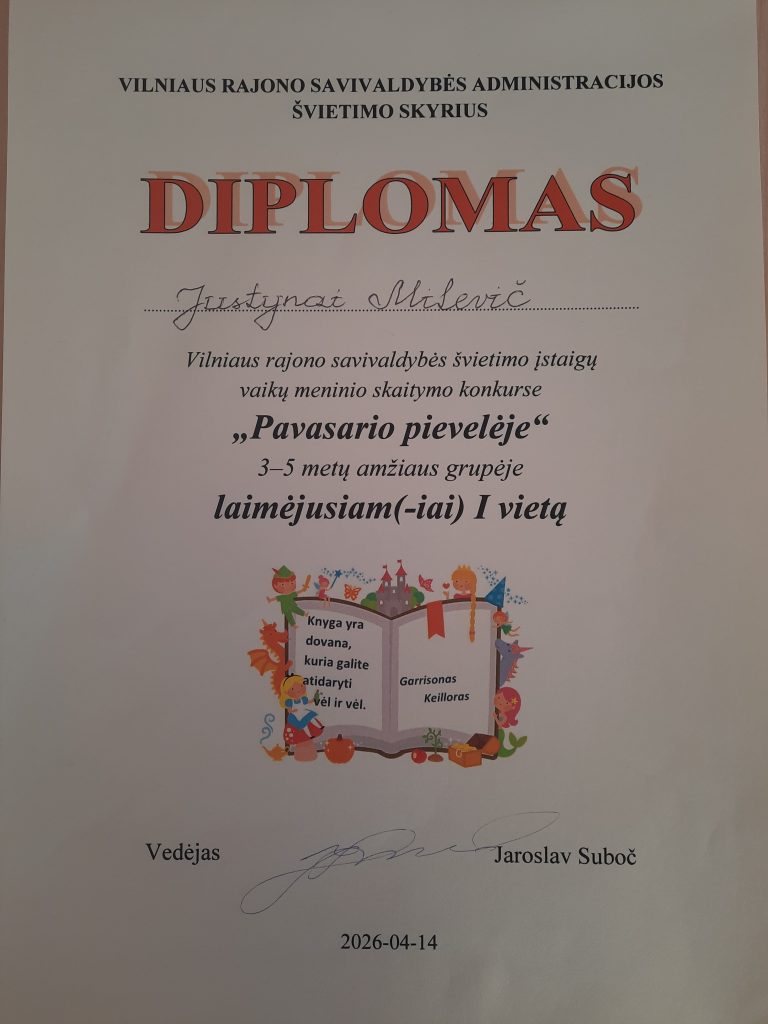 VILNIAUS RAJONO SAVIVALDYBĖS ADMINISTRACIJOS
ŠVIETIMO SKYRIUS
DIPLOMAS
Justynai Milevič
Vilniaus rajono savivaldybės švietimo įstaigų
vaikų meninio skaitymo konkurse
„Pavasario pievelėje“
3–5 metų amžiaus grupėje
laimėjusiam(-iai) I vietą
Knyga yra
dovana,
kuria galite
atidaryti
vėl ir vėl.
Garrisonas
Keilloras
Vedėjas Jaroslav Suboč
2026-04-14